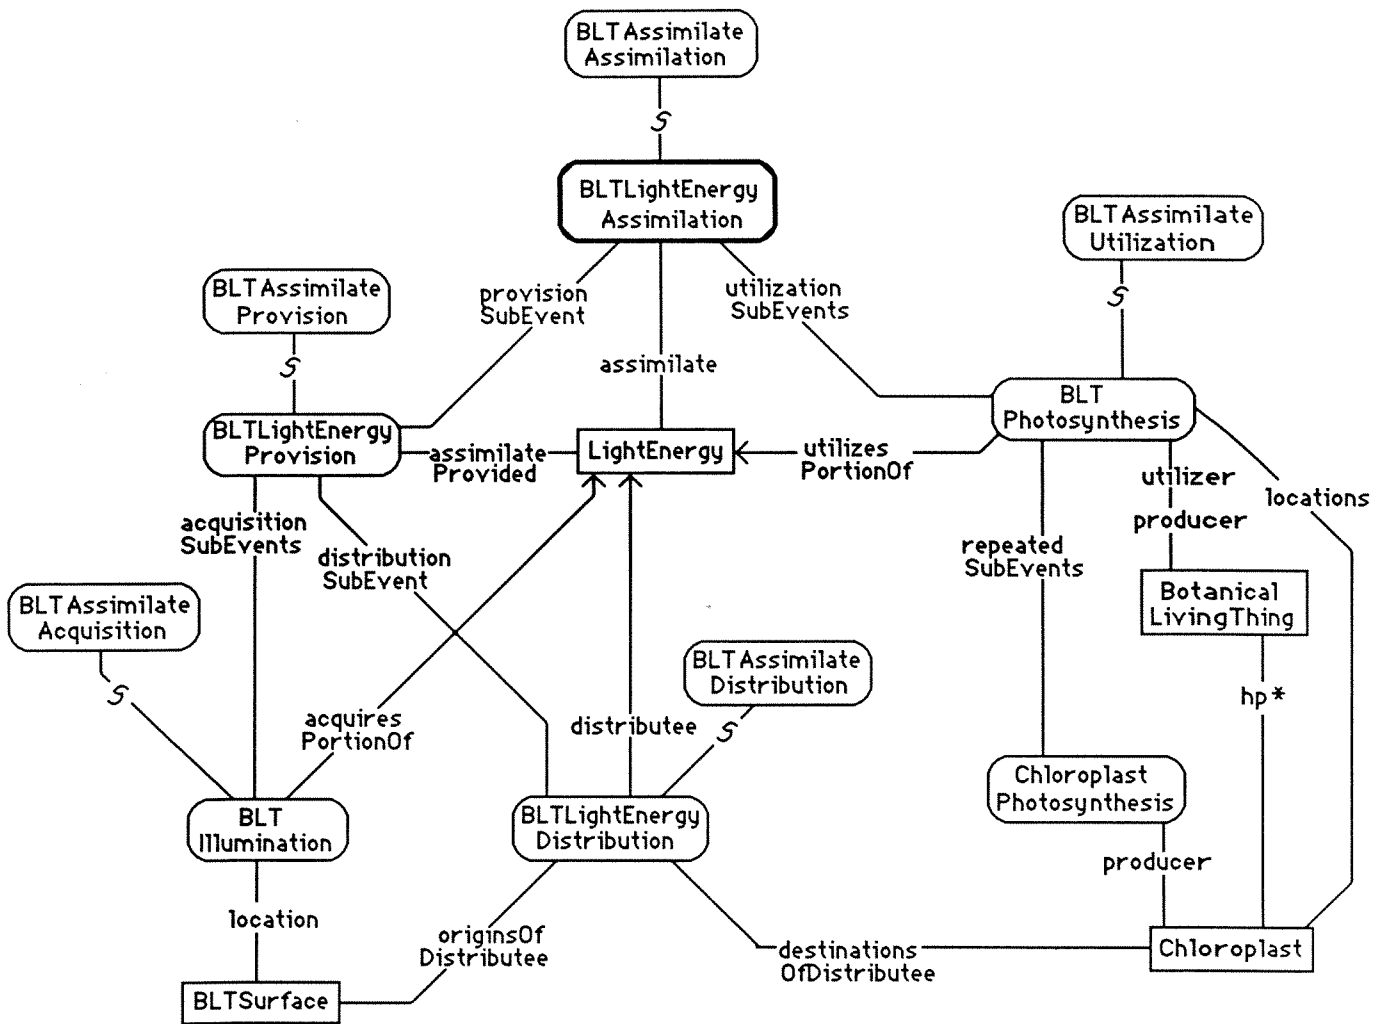 BLTAssimilate
Assimilation
S
BLTLightEnergy
Assimilation
BLTAssimilate
Utilization
S
BLTAssimilate
Provision
S
provision
SubEvent
utilization
SubEvents
assimilate
BLT
Photosynthesis
BLTLightEnergy
Provision
assimilate
Provided
LightEnergy
utilizes
PortionOf
utilizer
producer
locations
acquisition
SubEvents
distribution
SubEvent
repeated
SubEvents
Botanical
LivingThing
BLTAssimilate
Acquisition
S
BLTAssimilate
Distribution
S
hp*
acquires
PortionOf
distributee
Chloroplast
Photosynthesis
BLT
Illumination
BLTLightEnergy
Distribution
producer
location
originsOf
Distributee
destinations
OfDistributee
Chloroplast
BLTSurface